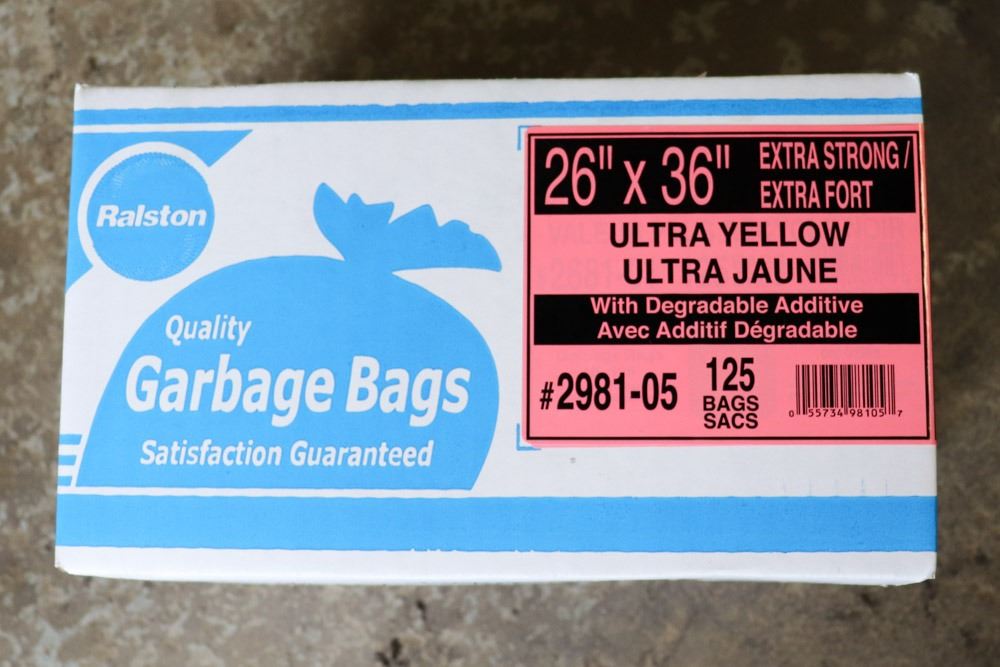 Ralston
Quality
Garbage Bags
Satisfaction Guaranteed
26" x 36"
EXTRA STRONG /
EXTRA FORT
ULTRA YELLOW
ULTRA JAUNE
With Degradable Additive
Avec Additif Dégradable
#2981-05
125
BAGS
SACS
0 55734 98105 7